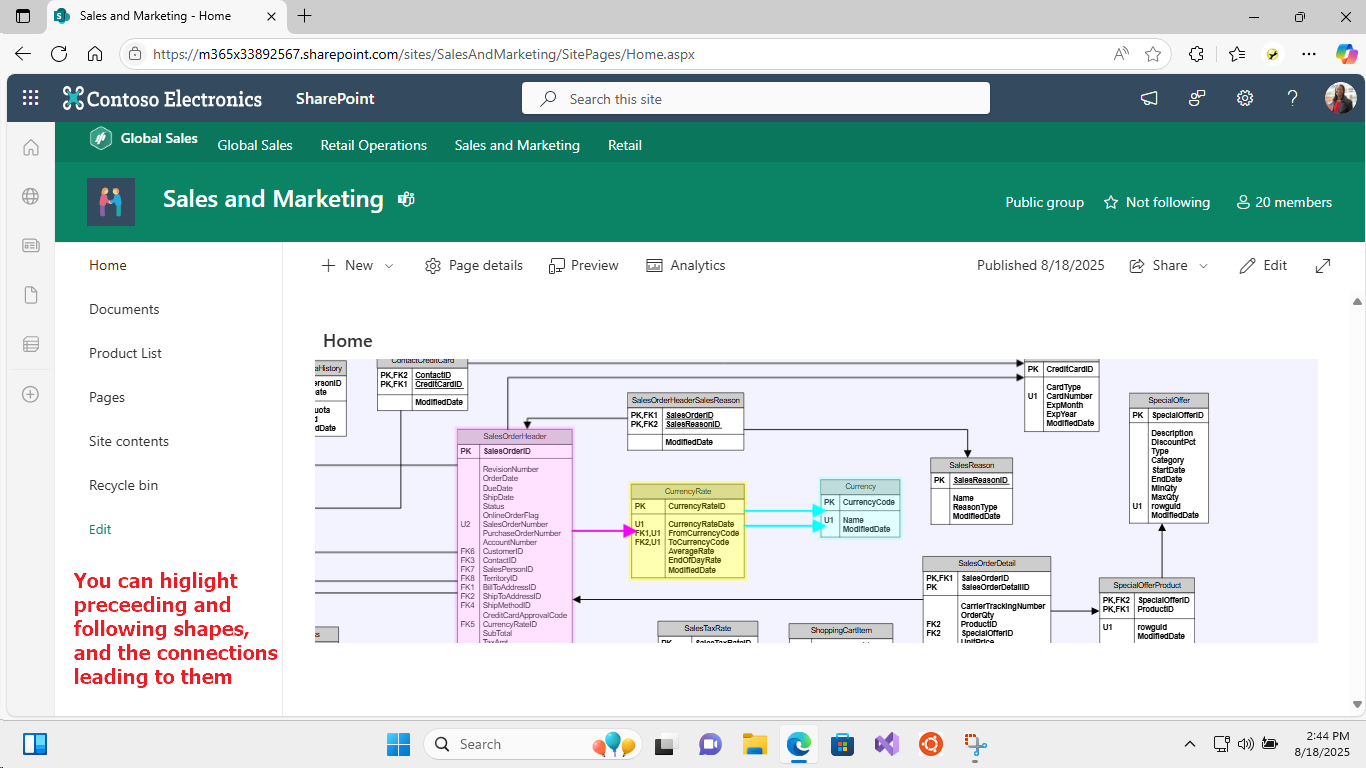 Sales and Marketing - Home
https://m365x33892567.sharepoint.com/sites/SalesAndMarketing/SitePages/Home.aspx
Contoso Electronics
SharePoint
Search this site
Global Sales
Global Sales
Retail Operations
Sales and Marketing
Retail
Sales and Marketing
Public group
Not following
20 members
Home
Documents
Product List
Pages
Site contents
Recycle bin
Edit
You can higlight
preceeding and
following shapes,
and the connections
leading to them
New
Page details
Preview
Analytics
Published 8/18/2025
Share
Edit
Home
ContactCreditCard
PK,FK2 ContactID
PK,FK1 CreditCardID
ModifiedDate
SalesOrderHeader
PK SalesOrderID
RevisionNumber
OrderDate
DueDate
ShipDate
Status
OnlineOrderFlag
U2 SalesOrderNumber
PurchaseOrderNumber
AccountNumber
FK6 CustomerID
FK3 ContactID
FK7 SalesPersonID
FK8 TerritoryID
FK1 BillToAddressID
FK2 ShipToAddressID
FK4 ShipMethodID
CreditCardApprovalCode
FK5 CurrencyRateID
SubTotal
SalesOrderHeaderSalesReason
PK,FK1 SalesOrderID
PK,FK2 SalesReasonID
ModifiedDate
CurrencyRate
PK CurrencyRateID
U1 CurrencyRateDate
FK1,U1 FromCurrencyCode
FK2,U1 ToCurrencyCode
AverageRate
EndOfDayRate
ModifiedDate
Currency
PK CurrencyCode
U1 Name
ModifiedDate
SalesReason
PK SalesReasonID
Name
ReasonType
ModifiedDate
PK CreditCardID
CardType
U1 CardNumber
ExpMonth
ExpYear
ModifiedDate
SpecialOffer
PK SpecialOfferID
Description
DiscountPct
Type
Category
StartDate
EndDate
MinQty
MaxQty
U1 rowguid
ModifiedDate
SalesOrderDetail
PK,FK1 SalesOrderID
PK SalesOrderDetailID
CarrierTrackingNumber
OrderQty
FK2 ProductID
FK2 SpecialOfferID
SpecialOfferProduct
PK,FK2 SpecialOfferID
PK,FK1 ProductID
U1 rowguid
ModifiedDate
SalesTaxRate
ShoppingCartItem
Search
2:44 PM
8/18/2025